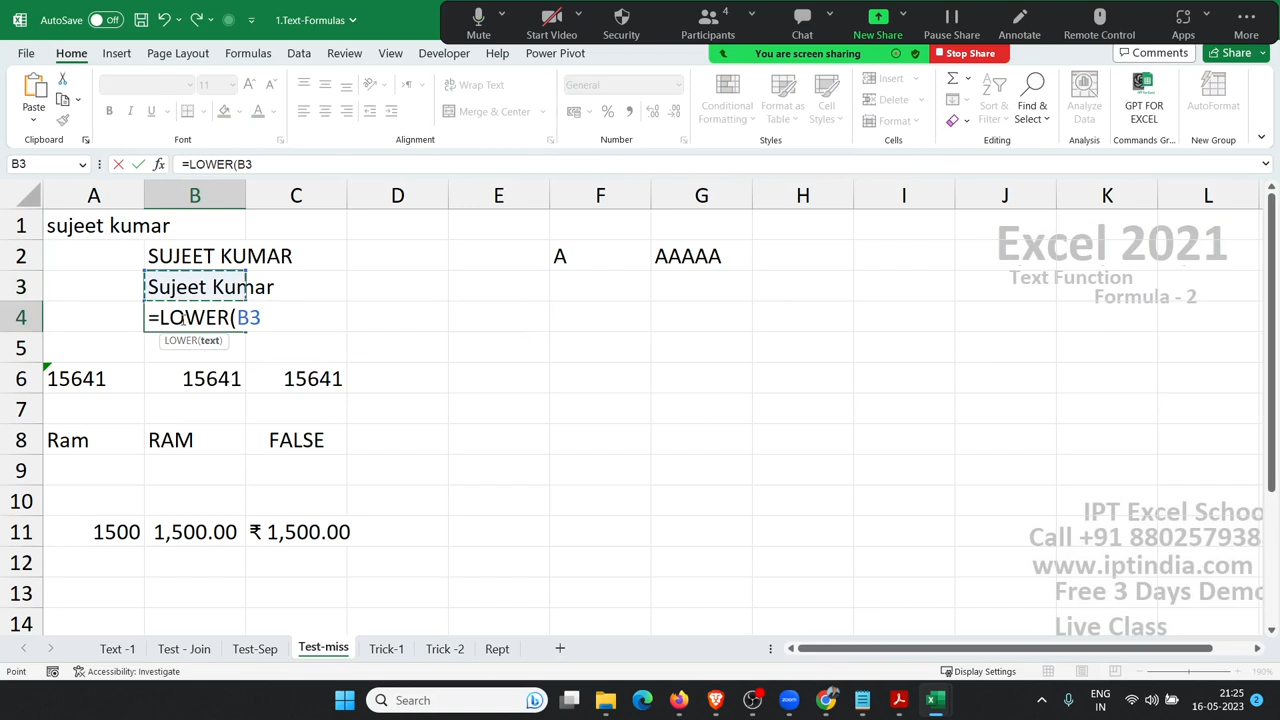 AutoSave Off 1.Text-Formulas
Mute Start Video Security Participants 4 Chat New Share Pause Share Annotate Remote Control Apps More
You are screen sharing Stop Share
File Home Insert Page Layout Formulas Data Review View Developer Help Power Pivot Comments Share
Paste 11 Wrap Text General Conditional Formatting Format as Table Cell Styles Insert Sort & Filter Find & Select Analyze Data GPT FOR EXCEL AutoFormat
Merge & Center Delete
Format
Clipboard Font Alignment Number Styles Cells Editing Analysis Commands Gr... New Group
B3 fx =LOWER(B3
A B C D E F G H I J K L
1 sujeet kumar
2 SUJEET KUMAR A AAAAA
3 Sujeet Kumar
4 =LOWER(B3
LOWER(text)
5
6 15641 15641 15641
7
8 Ram RAM FALSE
9
10
11 1500 1,500.00 ₹ 1,500.00
12
13
14
Excel 2021
Text Function
Formula - 2
IPT Excel Schoo
Call +91 880257938
www.iptindia.com
Free 3 Days Demo
Live Class
Text -1 Test - Join Test-Sep Test-miss Trick-1 Trick -2 Rept
Point Accessibility: Investigate Display Settings 190%
Search zoom ENG IN 21:25 16-05-2023 2